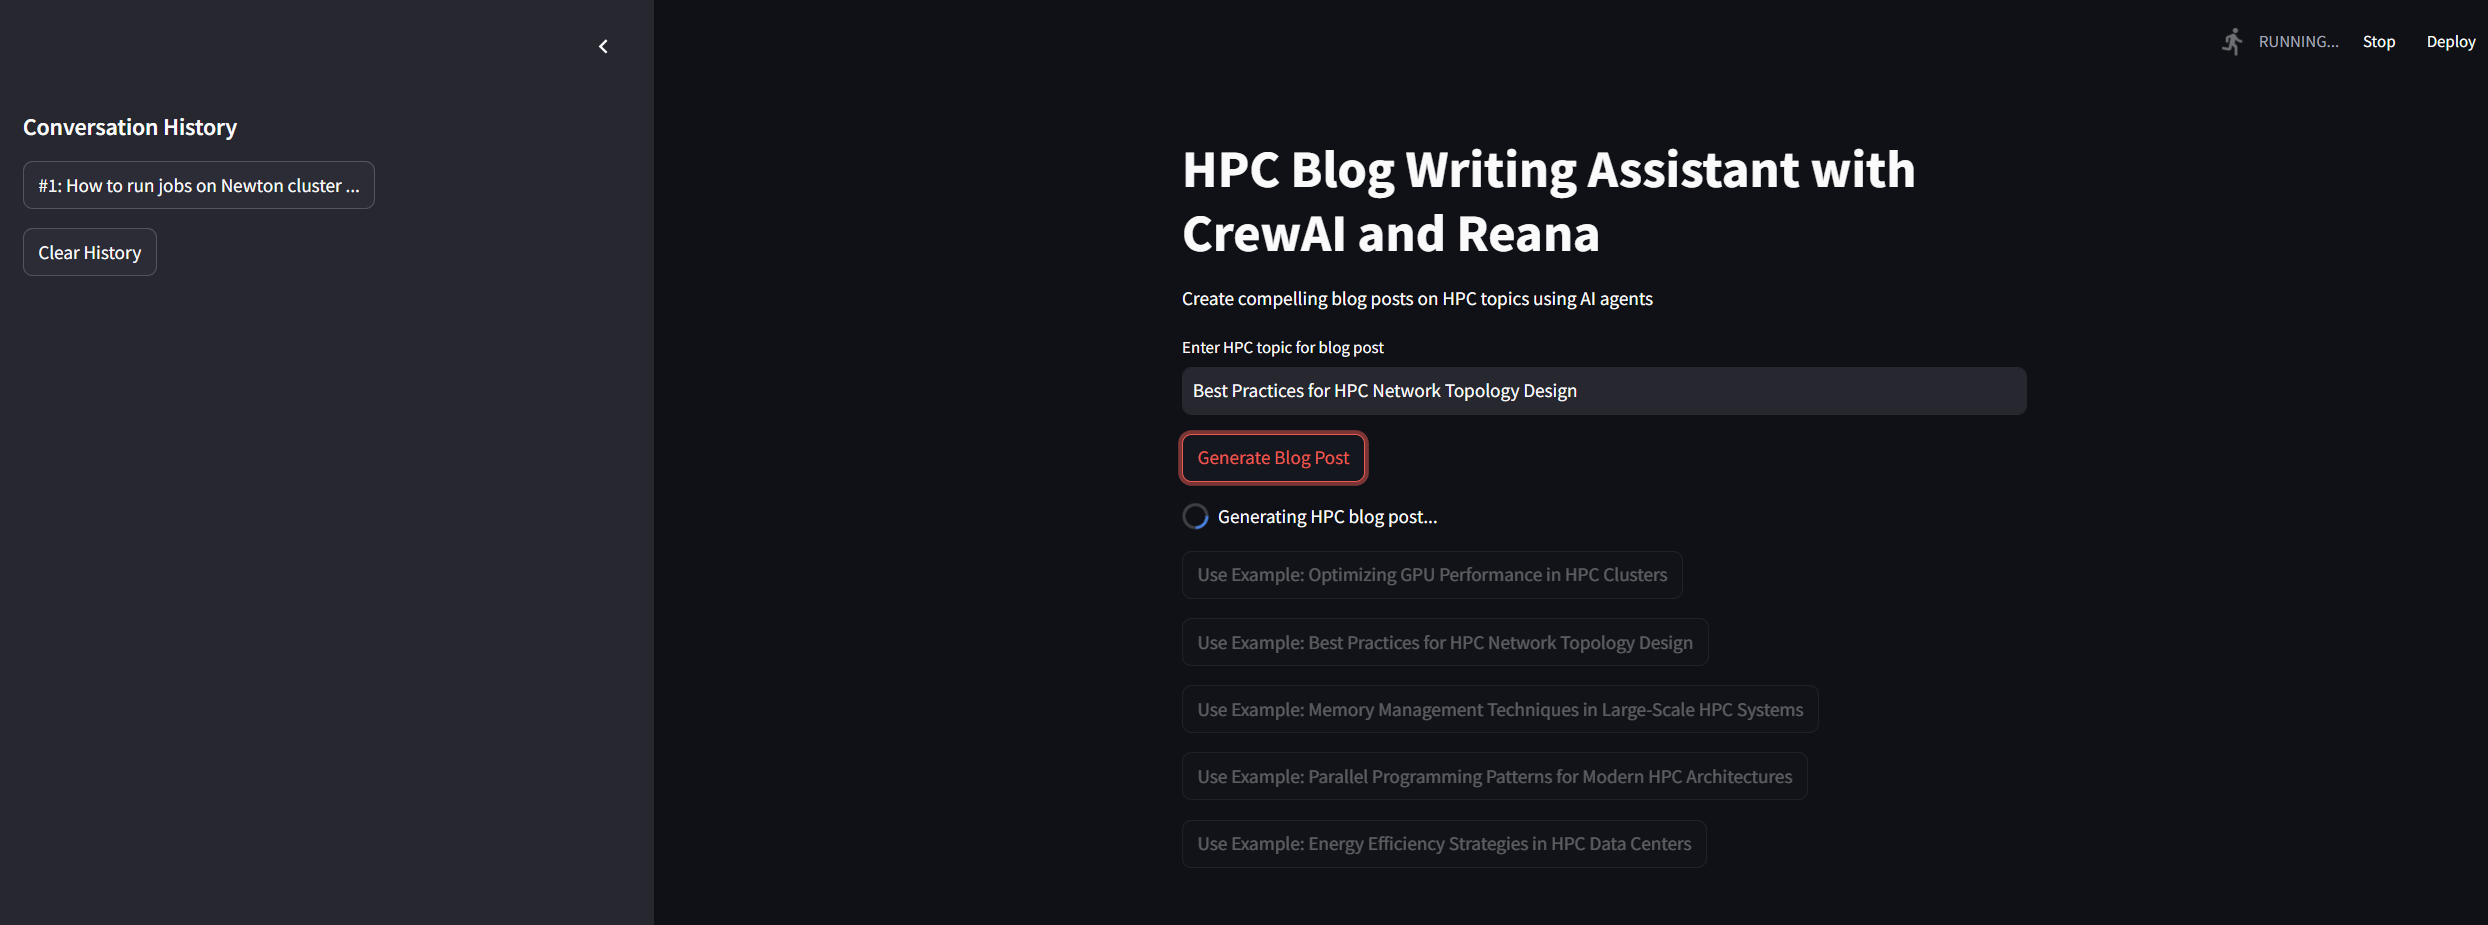 RUNNING...
Stop
Deploy
Conversation History
#1: How to run jobs on Newton cluster ...
Clear History
HPC Blog Writing Assistant with
CrewAI and Reana
Create compelling blog posts on HPC topics using AI agents
Enter HPC topic for blog post
Best Practices for HPC Network Topology Design
Generate Blog Post
Generating HPC blog post...
Use Example: Optimizing GPU Performance in HPC Clusters
Use Example: Best Practices for HPC Network Topology Design
Use Example: Memory Management Techniques in Large-Scale HPC Systems
Use Example: Parallel Programming Patterns for Modern HPC Architectures
Use Example: Energy Efficiency Strategies in HPC Data Centers